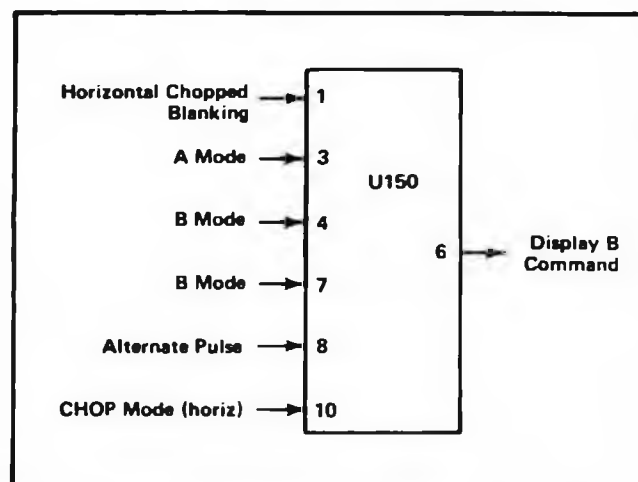 Horizontal Chopped
Blanking
1
A Mode
3
U150
B Mode
4
6
Display B
Command
B Mode
7
Alternate Pulse
8
CHOP Mode (horiz)
10